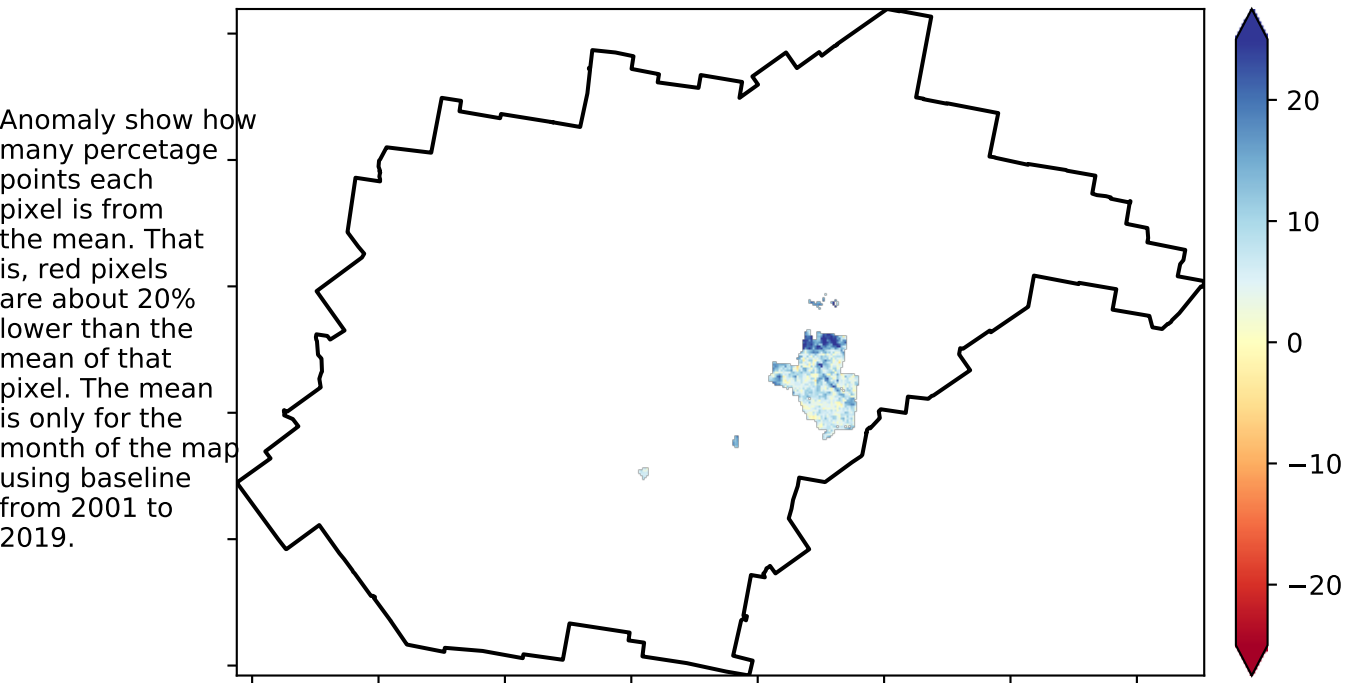 Anomaly show how
many percetage
points each
pixel is from
the mean. That
is, red pixels
are about 20%
lower than the
mean of that
pixel. The mean
is only for the
month of the map
using baseline
from 2001 to
2019.
20
10
0
−10
−20